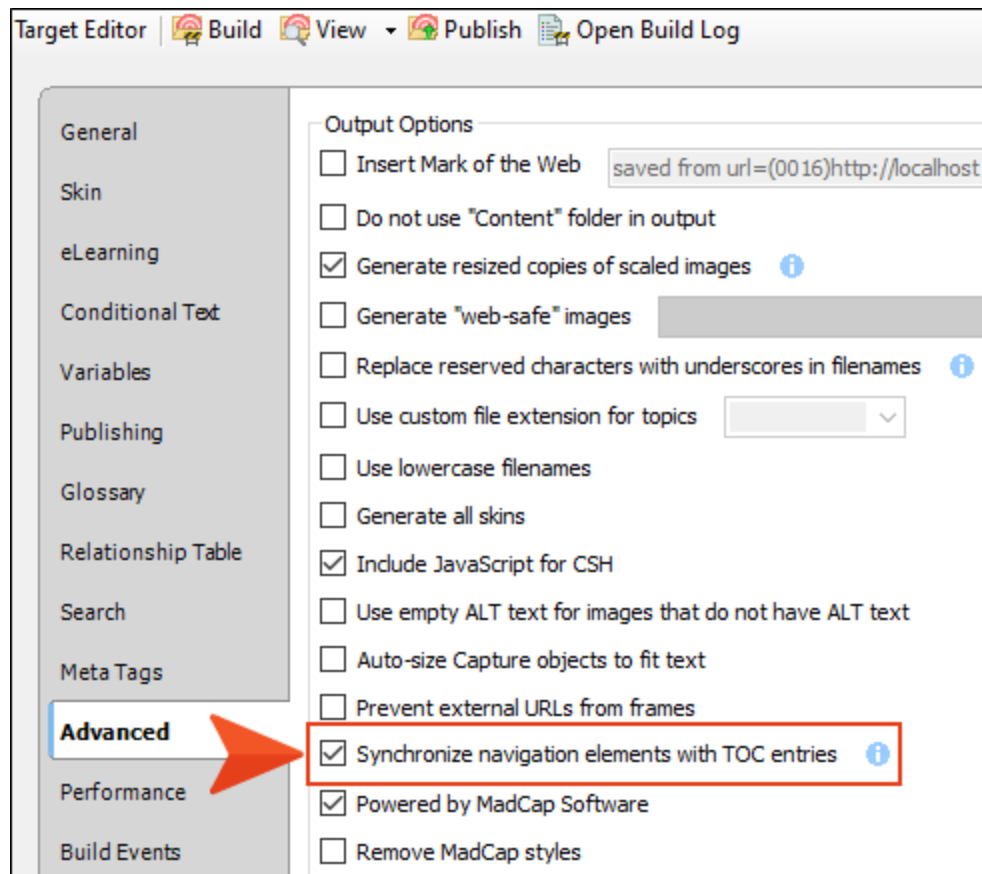 Target Editor Build View Publish Open Build Log
General
Skin
eLearning
Conditional Text
Variables
Publishing
Glossary
Relationship Table
Search
Meta Tags
Advanced
Performance
Build Events
Output Options
Insert Mark of the Web saved from url=(0016)http://localhost
Do not use "Content" folder in output
Generate resized copies of scaled images
Generate "web-safe" images
Replace reserved characters with underscores in filenames
Use custom file extension for topics
Use lowercase filenames
Generate all skins
Include JavaScript for CSH
Use empty ALT text for images that do not have ALT text
Auto-size Capture objects to fit text
Prevent external URLs from frames
Synchronize navigation elements with TOC entries
Powered by MadCap Software
Remove MadCap styles